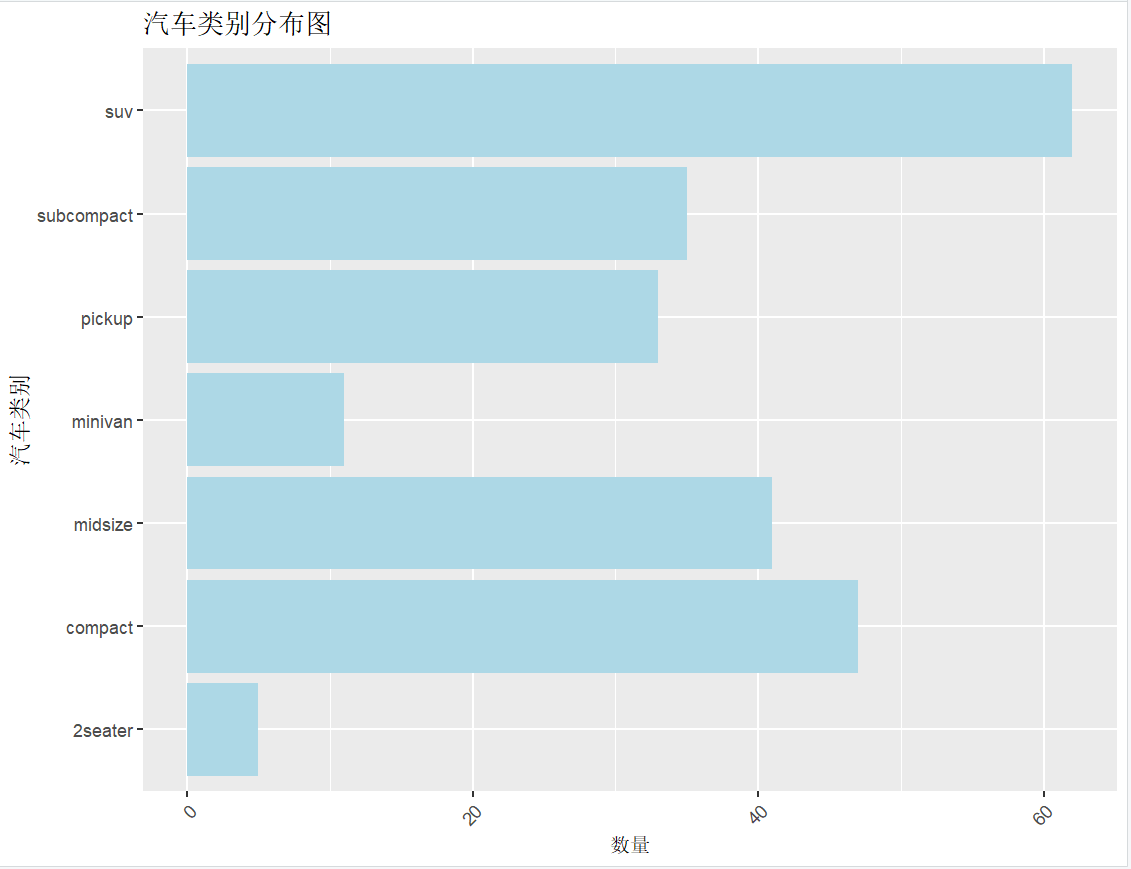 汽车类别分布图
汽车类别
suv
subcompact
pickup
minivan
midsize
compact
2seater
0
20
40
60
数量